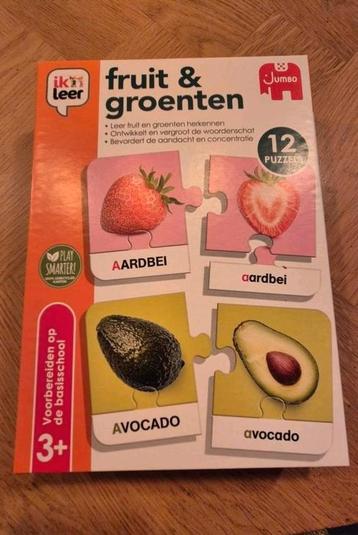 ik leer
fruit &
groenten
JUMBO
• Leer fruit en groenten herkennen
• Ontwikkelt en vergroot de woordenschat
• Bevordert de aandacht en concentratie
12
PUZZELS
AARDBEI
aardbei
PLAY
SMARTER!
AVOCADO
avocado
Voorbereiden op
de basisschool
3+